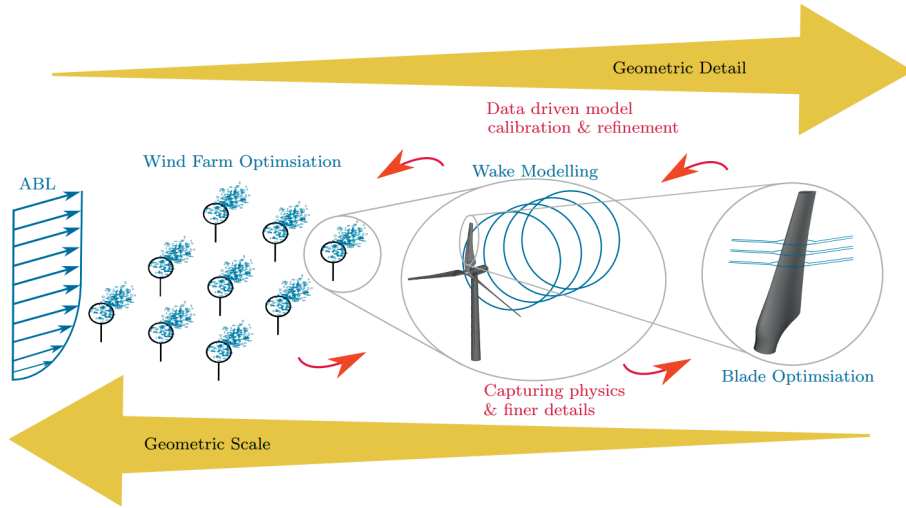 Geometric Detail
Data driven model
calibration & refinement
Wind Farm Optimsiation
Wake Modelling
ABL
Capturing physics
& finer details
Blade Optimsiation
Geometric Scale